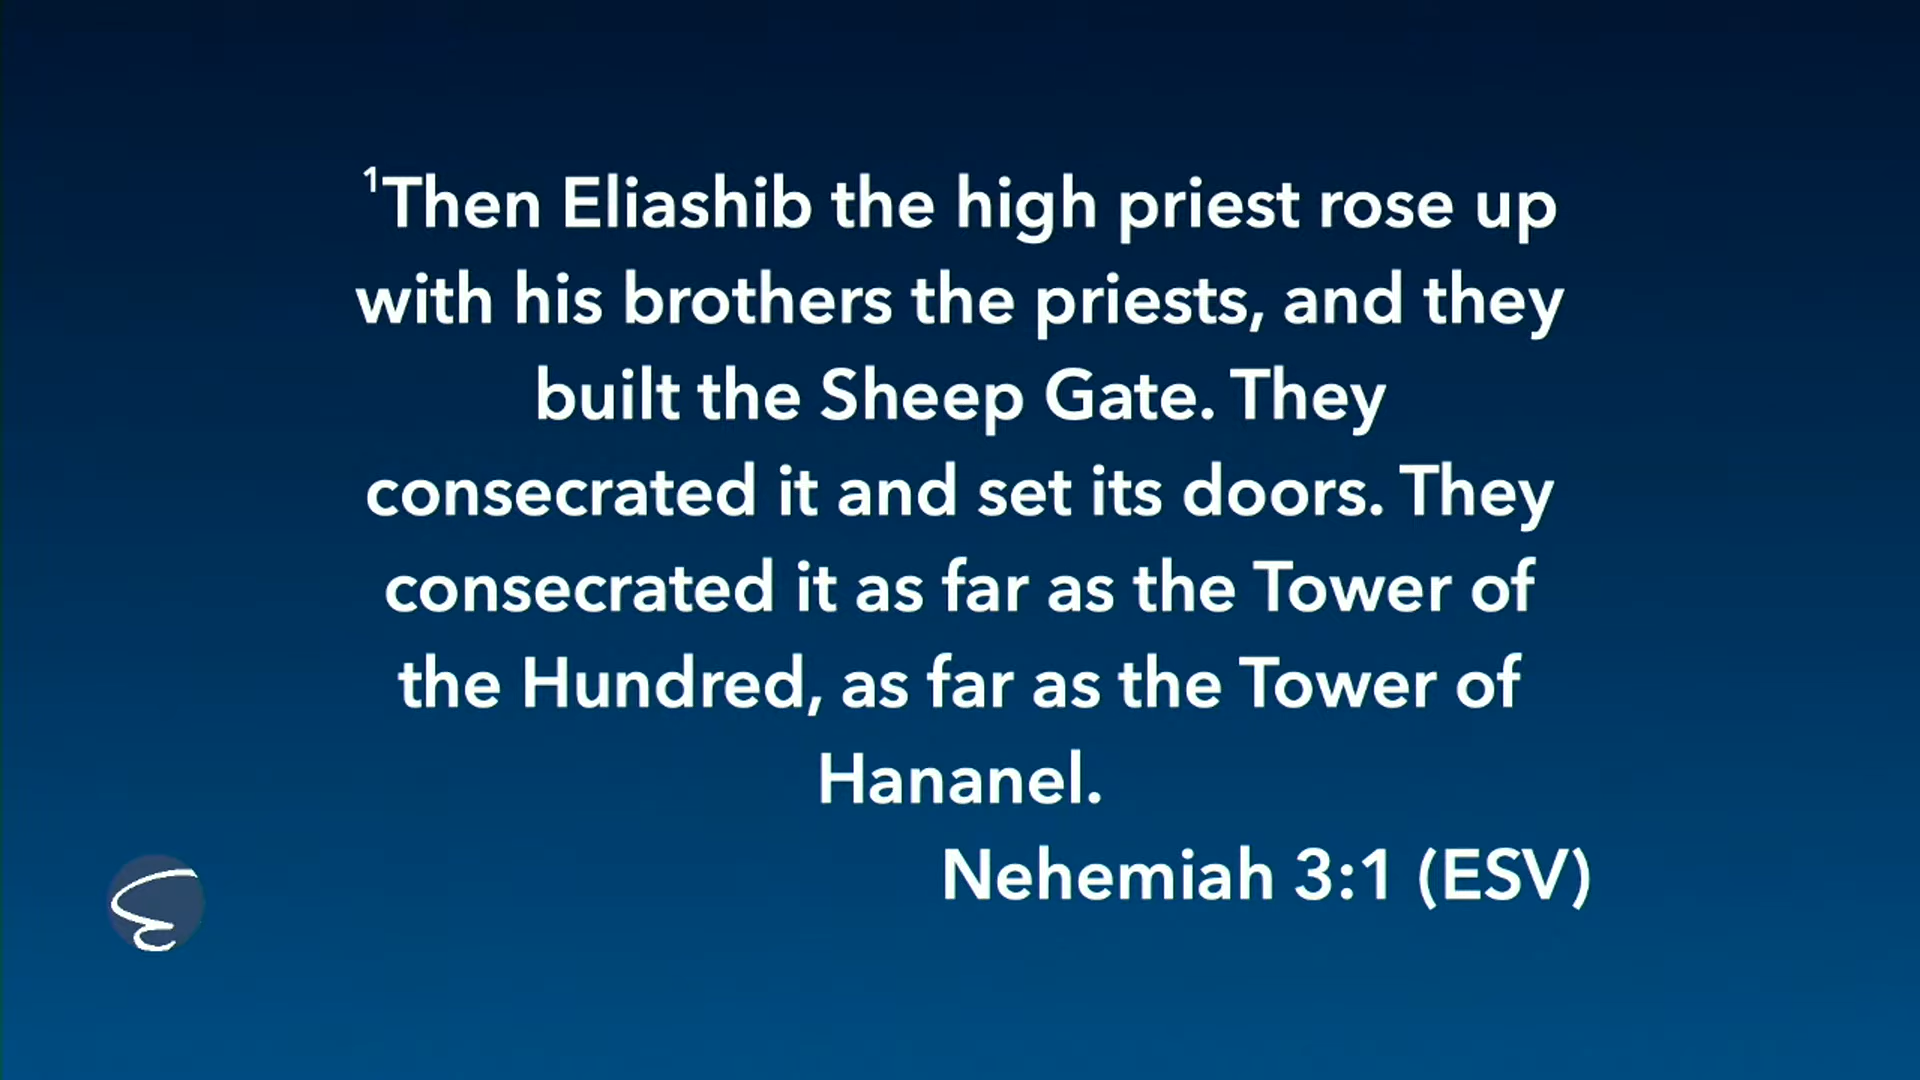 ¹Then Eliashib the high priest rose up
with his brothers the priests, and they
built the Sheep Gate. They
consecrated it and set its doors. They
consecrated it as far as the Tower of
the Hundred, as far as the Tower of
Hananel.
Nehemiah 3:1 (ESV)